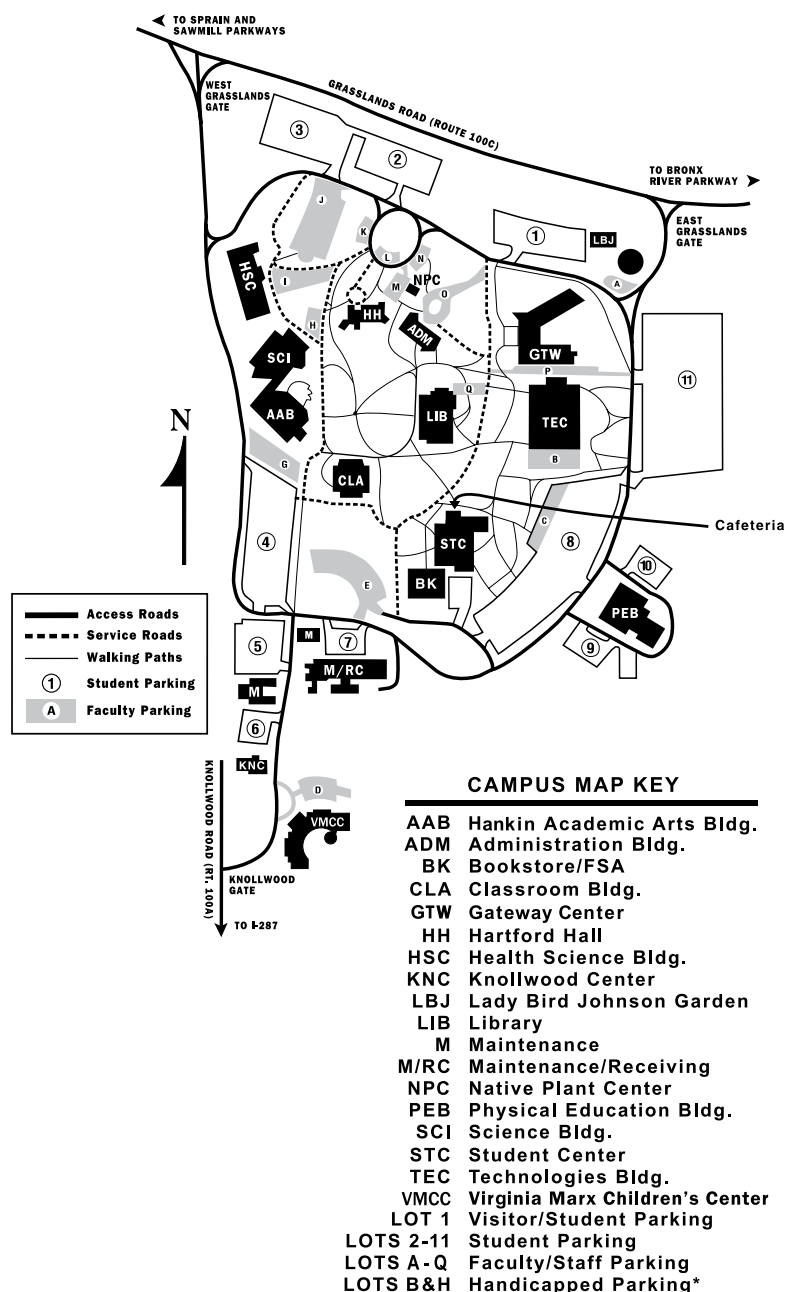 TO SPRAIN AND
SAWMILL PARKWAYS
WEST
GRASSLANDS
GATE
GRASSLANDS ROAD (ROUTE 100C)
3
2
TO BRONX
RIVER PARKWAY
EAST
GRASSLANDS
GATE
J
K
L
N
1
LBJ
A
HSC
I
M
NPC
O
H
HH
ADM
GTW
P
SCI
11
Q
AAB
LIB
TEC
N
G
B
CLA
C
Cafeteria
4
STC
8
10
E
BK
PEB
Access Roads
Service Roads
Walking Paths
1 Student Parking
A Faculty Parking
5
M
7
9
M/RC
M
6
KNC
D
VMCC
KNOLLWOOD ROAD (RT. 100A)
KNOLLWOOD
GATE
TO I-287
CAMPUS MAP KEY
AAB Hankin Academic Arts Bldg.
ADM Administration Bldg.
BK Bookstore/FSA
CLA Classroom Bldg.
GTW Gateway Center
HH Hartford Hall
HSC Health Science Bldg.
KNC Knollwood Center
LBJ Lady Bird Johnson Garden
LIB Library
M Maintenance
M/RC Maintenance/Receiving
NPC Native Plant Center
PEB Physical Education Bldg.
SCI Science Bldg.
STC Student Center
TEC Technologies Bldg.
VMCC Virginia Marx Children's Center
LOT 1 Visitor/Student Parking
LOTS 2-11 Student Parking
LOTS A-Q Faculty/Staff Parking
LOTS B&H Handicapped Parking*